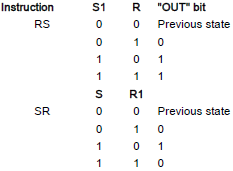 Instruction S1 R "OUT" bit
RS 0 0 Previous state
0 1 0
1 0 1
1 1 1
S R1
SR 0 0 Previous state
0 1 0
1 0 1
1 1 0